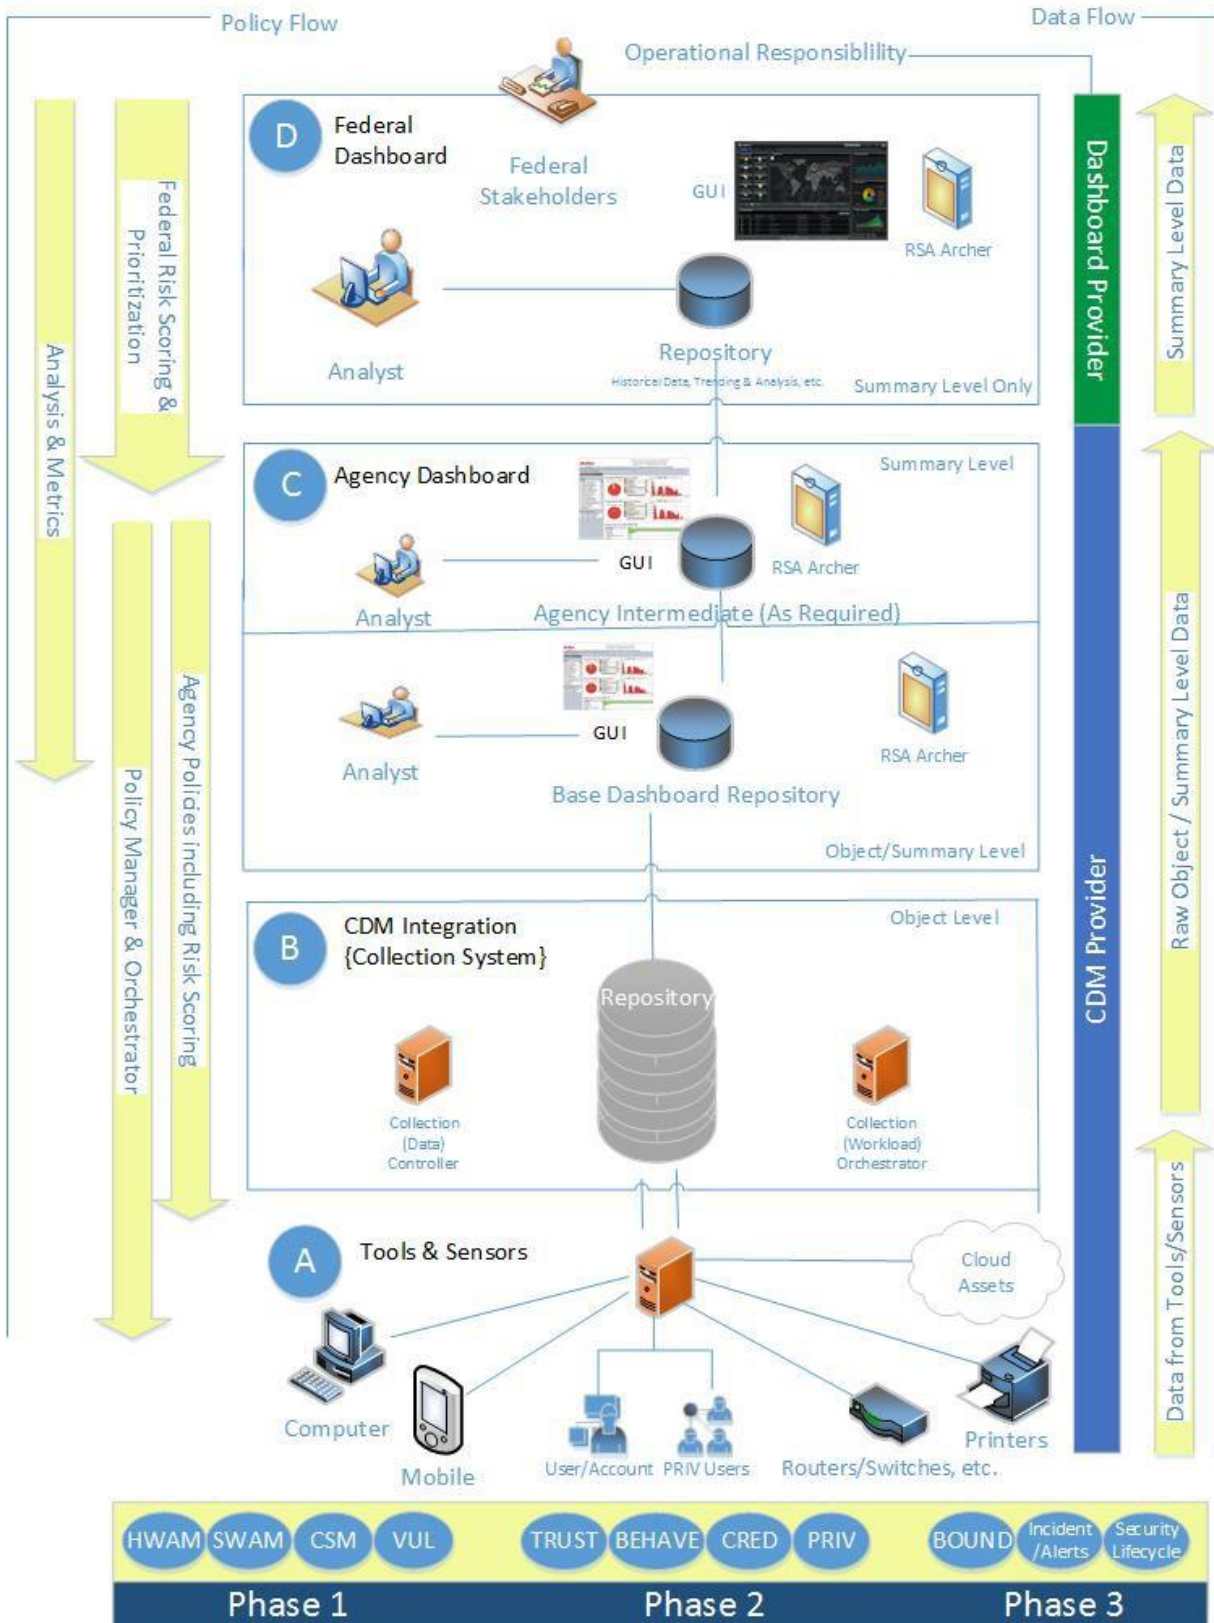 Policy Flow
Data Flow
Operational Responsiblility
D
Federal
Dashboard
Federal
Stakeholders
GUI
RSA Archer
Analyst
Repository
Historical Data, Trending & Analysis, etc.
Summary Level Only
C
Agency Dashboard
Summary Level
GUI
RSA Archer
Analyst
Agency Intermediate (As Required)
GUI
RSA Archer
Analyst
Base Dashboard Repository
Object/Summary Level
B
CDM Integration
{Collection System}
Object Level
Repository
Collection
(Data)
Controller
Collection
(Workload)
Orchestrator
A
Tools & Sensors
Cloud
Assets
Computer
Mobile
User/Account
PRIV Users
Routers/Switches, etc.
Printers
Analysis & Metrics
Federal Risk Scoring &
Prioritization
Policy Manager & Orchestrator
Agency Policies including Risk Scoring
Dashboard Provider
CDM Provider
Summary Level Data
Raw Object / Summary Level Data
Data from Tools/Sensors
HWAM
SWAM
CSM
VUL
TRUST
BEHAVE
CRED
PRIV
BOUND
Incident
/Alerts
Security
Lifecycle
Phase 1
Phase 2
Phase 3